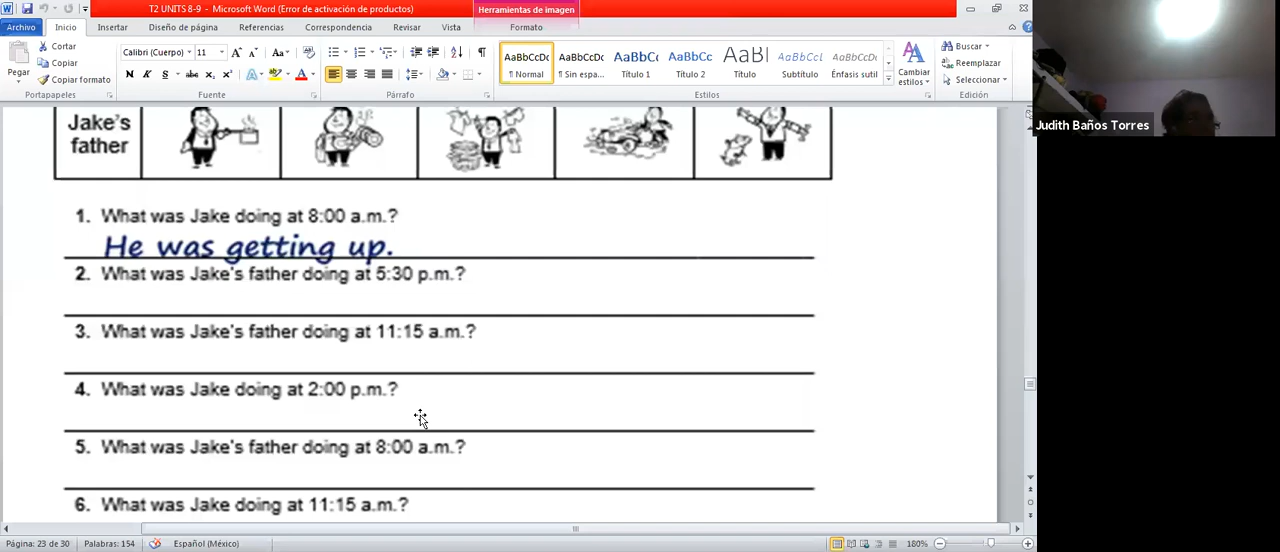 T2 UNITS 8-9 - Microsoft Word (Error de activación de productos)
Herramientas de imagen
Archivo Inicio Insertar Diseño de página Referencias Correspondencia Revisar Vista Formato
Cortar
Copiar
Copiar formato
Pegar
Portapapeles
Calibri (Cuerpo) 11
Fuente
Párrafo
AaBbCcDc AaBbCcDc AaBbC AaBbCc AaBl AaBbCcL AaBbCcDc
¶ Normal ¶ Sin espa... Título 1 Título 2 Título Subtítulo Énfasis sutil
Cambiar estilos
Estilos
Buscar
Reemplazar
Seleccionar
Edición
Judith Baños Torres
Jake's
father
1. What was Jake doing at 8:00 a.m.?
He was getting up.
2. What was Jake's father doing at 5:30 p.m.?
3. What was Jake's father doing at 11:15 a.m.?
4. What was Jake doing at 2:00 p.m.?
5. What was Jake's father doing at 8:00 a.m.?
6. What was Jake doing at 11:15 a.m.?
Página: 23 de 30 Palabras: 154 Español (México) 180%